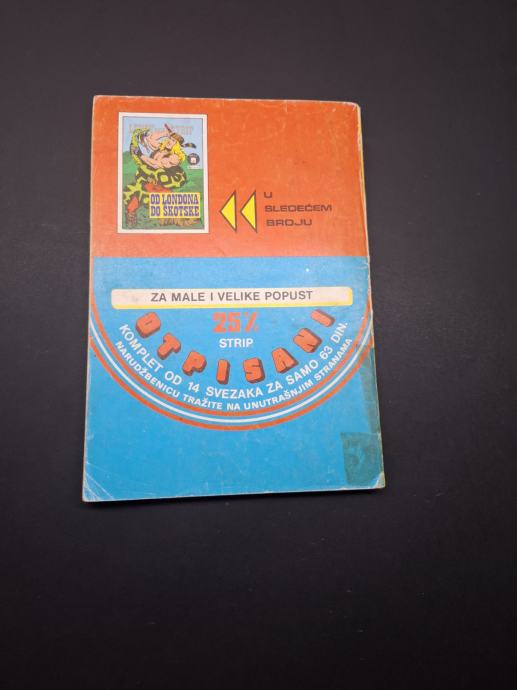 OD LONDONA
DO ŠKOTSKE
U
SLEDEĆEM
BROJU
ZA MALE I VELIKE POPUST
25%
STRIP
OTPISANI
KOMPLET OD 14 SVEZAKA ZA SAMO 63 DIN.
NARUDŽBENICU TRAŽITE NA UNUTRAŠNJIM STRANAMA